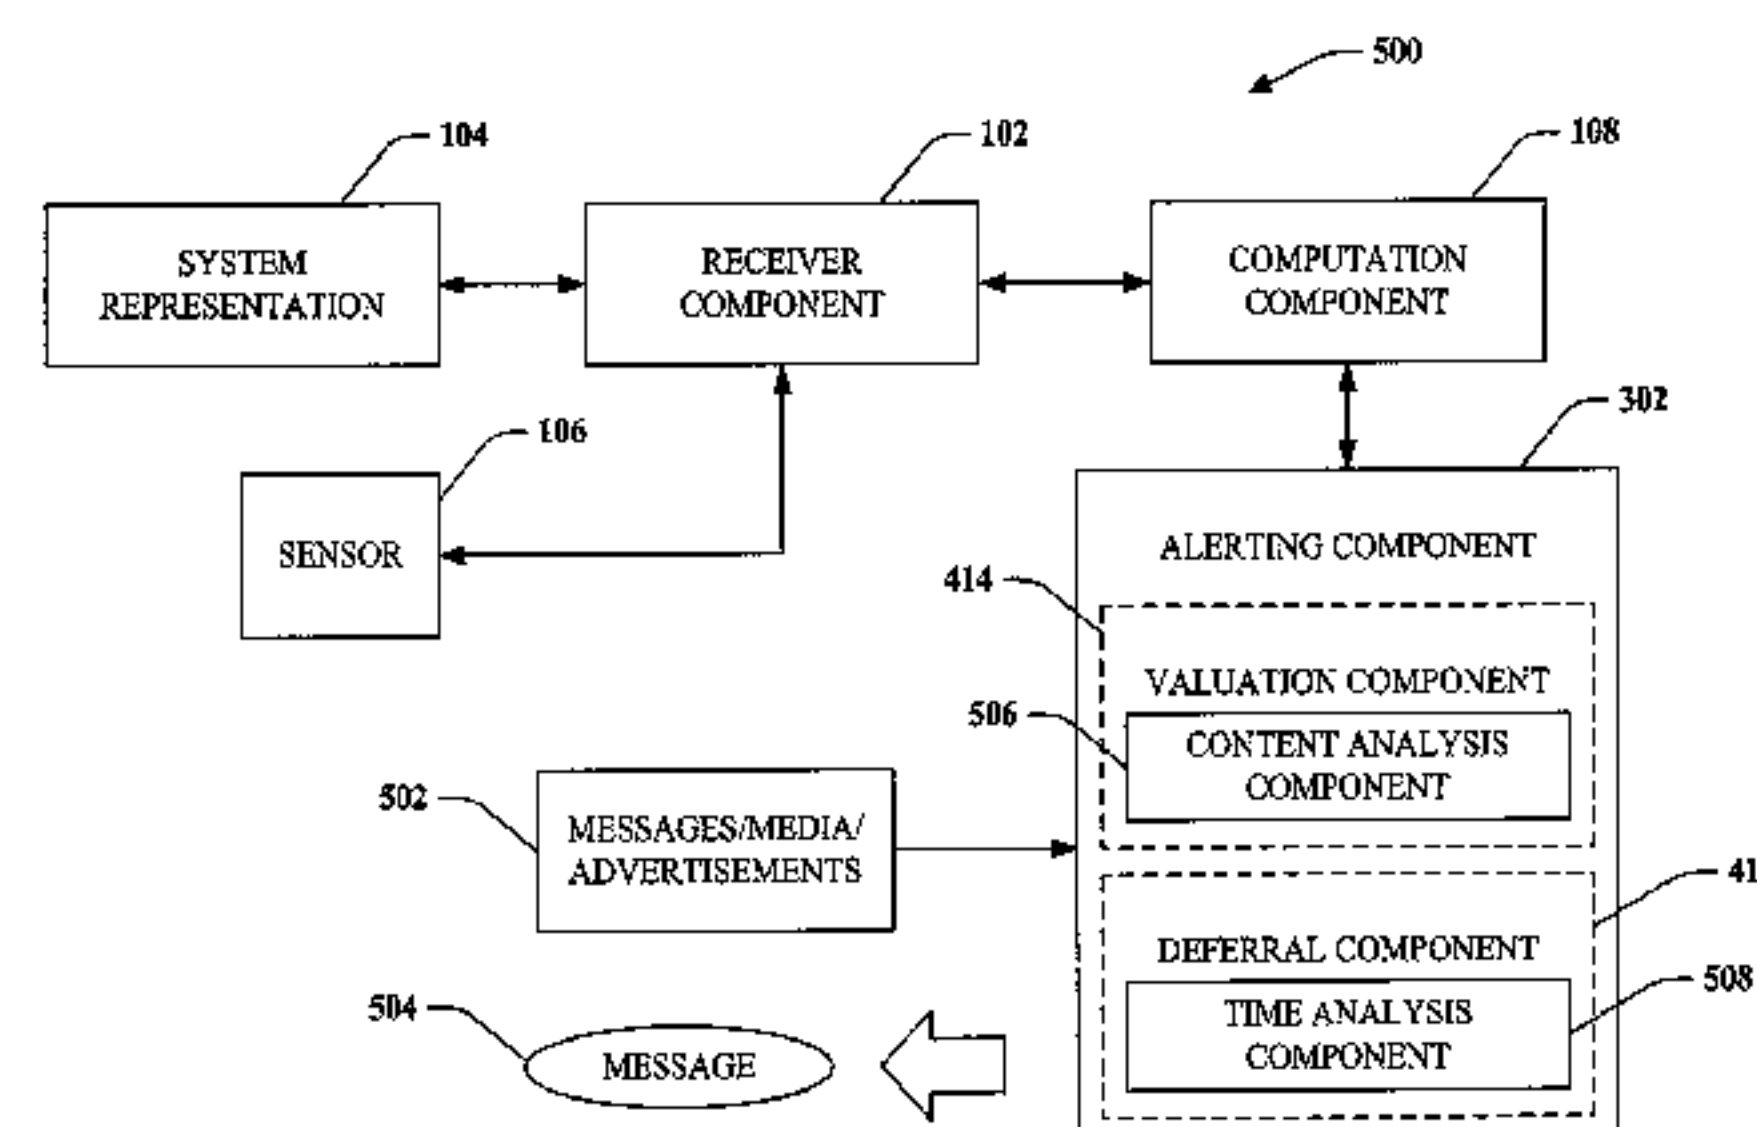 500
104
102
108
SYSTEM
REPRESENTATION
RECEIVER
COMPONENT
COMPUTATION
COMPONENT
302
106
SENSOR
ALERTING COMPONENT
414
VALUATION COMPONENT
506
CONTENT ANALYSIS
COMPONENT
502
MESSAGES/MEDIA/
ADVERTISEMENTS
41
DEFERRAL COMPONENT
508
504
TIME ANALYSIS
COMPONENT
MESSAGE